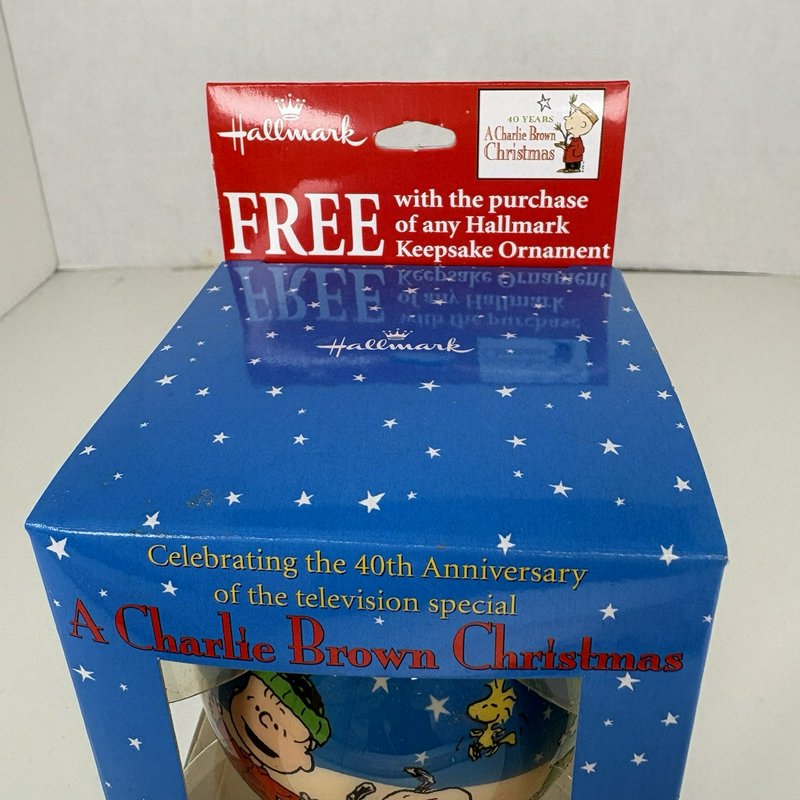 Hallmark
40 YEARS
A Charlie Brown
Christmas
FREE
with the purchase
of any Hallmark
Keepsake Ornament
Hallmark
Celebrating the 40th Anniversary
of the television special
A Charlie Brown Christmas